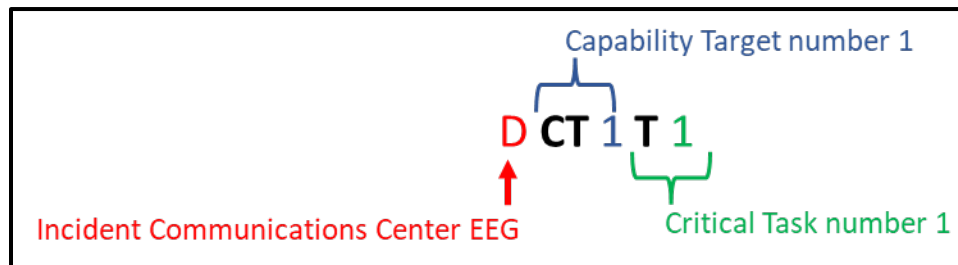 Capability Target number 1
D CT 1 T 1
Incident Communications Center EEG
Critical Task number 1